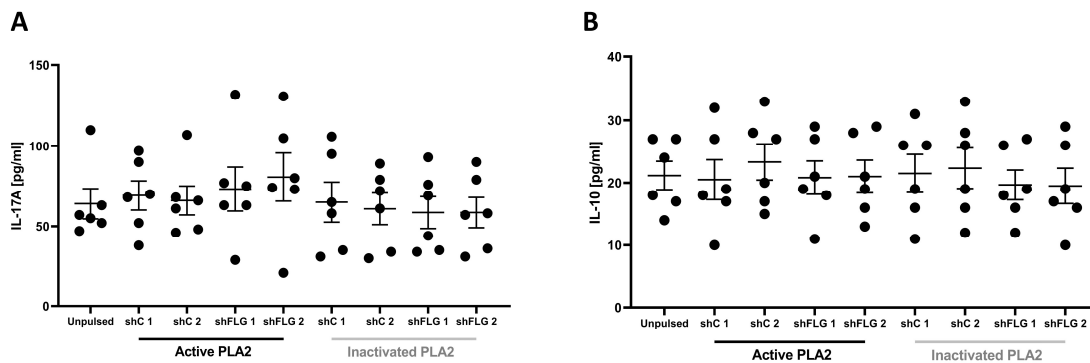 A
IL-17A [pg/ml]
150
100
50
0
Unpulsed shC 1 shC 2 shFLG 1 shFLG 2 shC 1 shC 2 shFLG 1 shFLG 2
Active PLA2 Inactivated PLA2
B
IL-10 [pg/ml]
40
30
20
10
0
Unpulsed shC 1 shC 2 shFLG 1 shFLG 2 shC 1 shC 2 shFLG 1 shFLG 2
Active PLA2 Inactivated PLA2